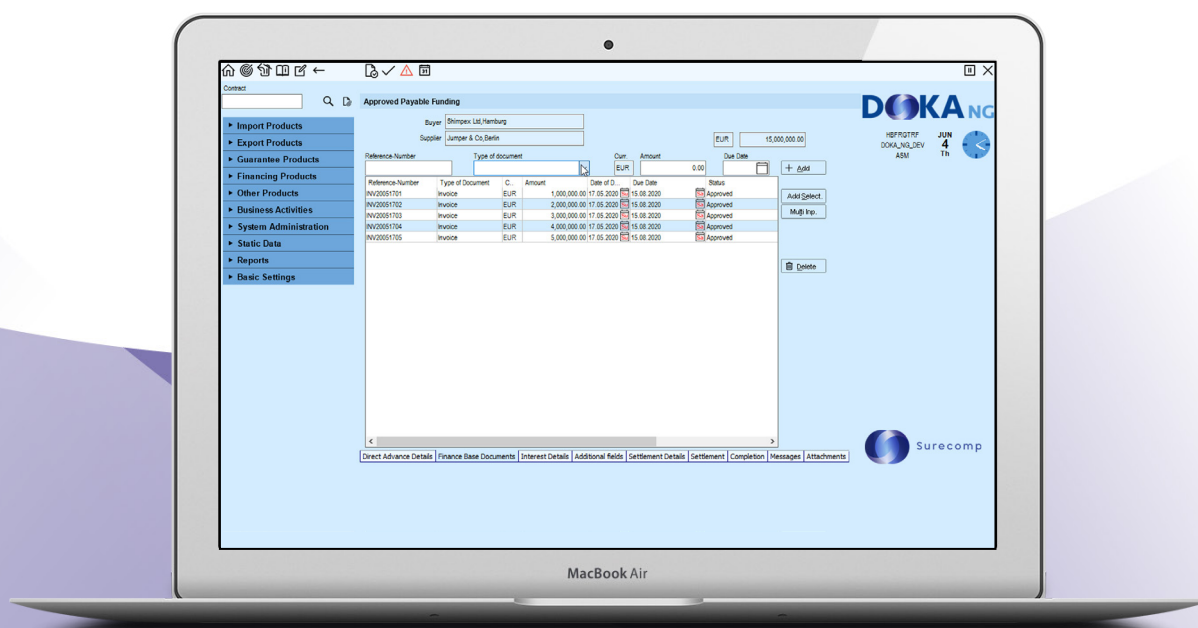 Contract
Import Products
Export Products
Guarantee Products
Financing Products
Other Products
Business Activities
System Administration
Static Data
Reports
Basic Settings
Approved Payable Funding
Buyer Shimpex Ltd,Hamburg
Supplier Jumper & Co,Berlin
EUR 15,000,000.00
Reference-Number Type of document Curr. Amount Due Date
EUR 0.00 + Add
Reference-Number Type of Document C.. Amount Date of D... Due Date Status
INV20051701 Invoice EUR 1,000,000.00 17.05.2020 15.08.2020 Approved
INV20051702 Invoice EUR 2,000,000.00 17.05.2020 15.08.2020 Approved
INV20051703 Invoice EUR 3,000,000.00 17.05.2020 15.08.2020 Approved
INV20051704 Invoice EUR 4,000,000.00 17.05.2020 15.08.2020 Approved
INV20051705 Invoice EUR 5,000,000.00 17.05.2020 15.08.2020 Approved
Add Select.
Multi Inp.
Delete
Direct Advance Details Finance Base Documents Interest Details Additional fields Settlement Details Settlement Completion Messages Attachments
DOKA NG
HBFRGTRF
DOKA_NG_DEV
ASM
JUN
4
Th
Surecomp
MacBook Air